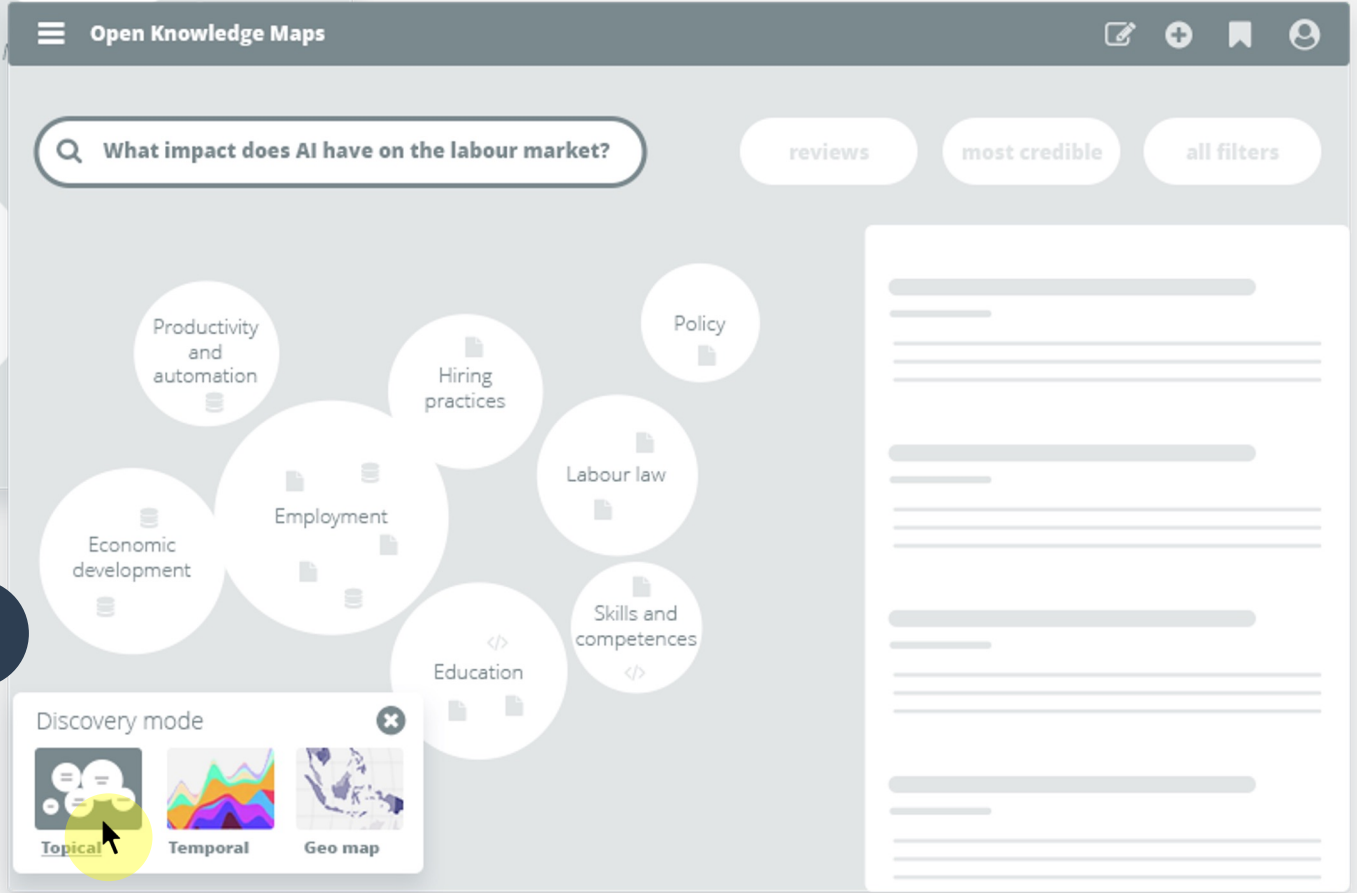 Open Knowledge Maps
What impact does AI have on the labour market?
reviews
most credible
all filters
Productivity
and
automation
Hiring
practices
Policy
Labour law
Employment
Economic
development
Skills and
competences
Education
Discovery mode
Topical
Temporal
Geo map